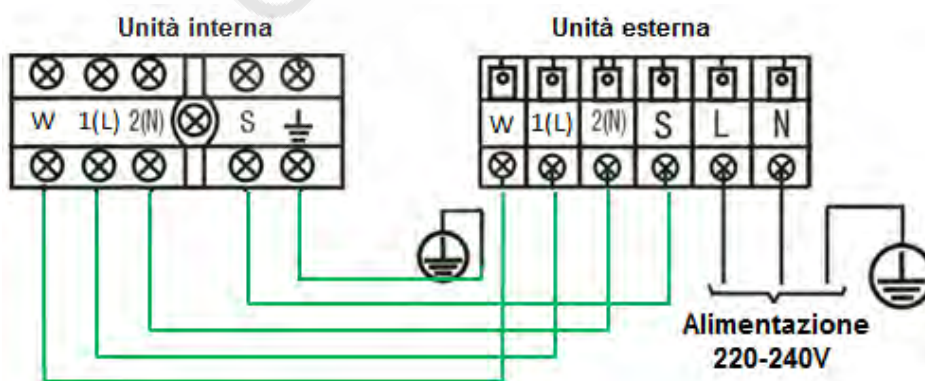 Unità interna
Unità esterna
W 1(L) 2(N) S
W 1(L) 2(N) S L N
Alimentazione
220-240V